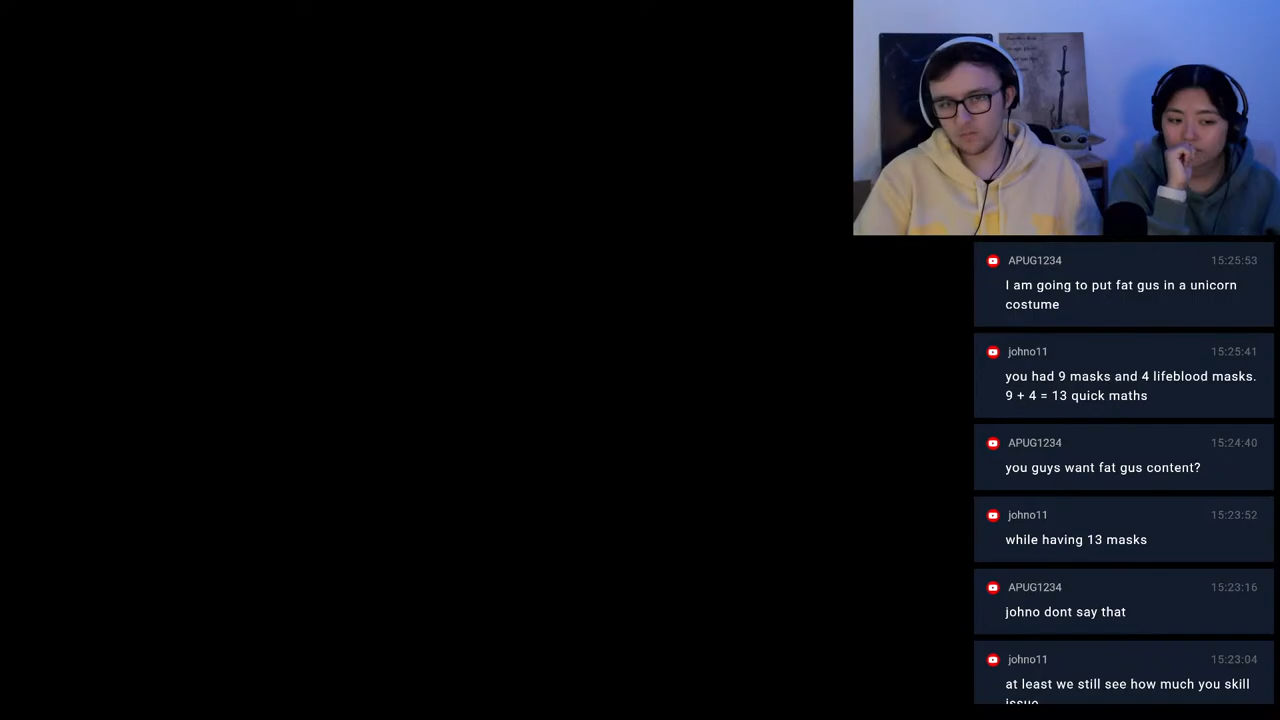 APUG1234 15:25:53
I am going to put fat gus in a unicorn
costume
johno11 15:25:41
you had 9 masks and 4 lifeblood masks.
9 + 4 = 13 quick maths
APUG1234 15:24:40
you guys want fat gus content?
johno11 15:23:52
while having 13 masks
APUG1234 15:23:16
johno dont say that
johno11 15:23:04
at least we still see how much you skill
issue